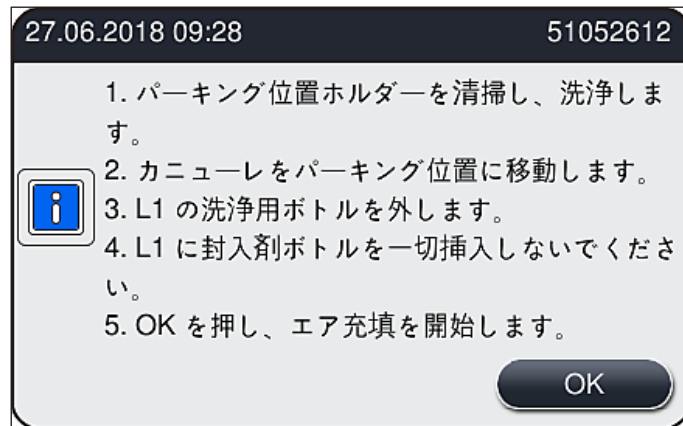 27.06.2018 09:28 51052612
1. パーキング位置ホルダーを清掃し、洗浄しま
す。
2. カニューレをパーキング位置に移動します。
3. L1 の洗浄用ボトルを外します。
4. L1 に封入剤ボトルを一切挿入しないでくださ
い。
5. OK を押し、エア充填を開始します。
OK